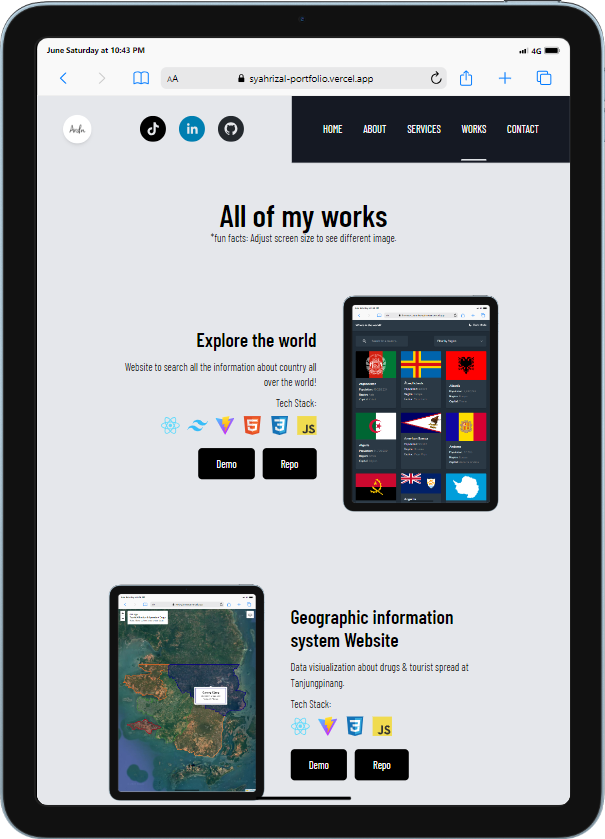 June Saturday at 10:43 PM
4G
AA
syahrizal-portfolio.vercel.app
HOME ABOUT SERVICES WORKS CONTACT
All of my works
*fun facts: Adjust screen size to see different image.
Explore the world
Website to search all the information about country all
over the world!
Tech Stack:
JS
Demo Repo
Geographic information
system Website
Data visiualization about drugs & tourist spread at
Tanjungpinang.
Tech Stack:
JS
Demo Repo